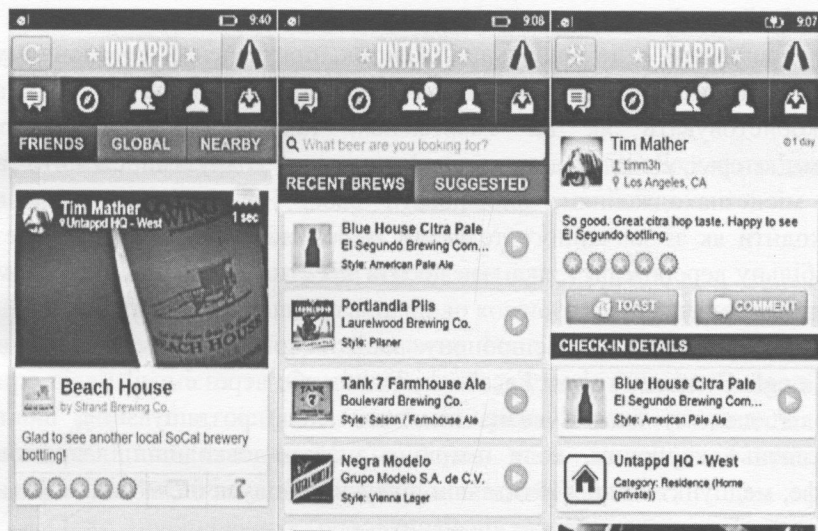 9:40
UNTAPPD
FRIENDS GLOBAL NEARBY
Tim Mather
Untappd HQ - West
1 sec
BEACH HOUSE
Beach House
by Strand Brewing Co.
Glad to see another local SoCal brewery
bottling!
9:08
UNTAPPD
What beer are you looking for?
RECENT BREWS SUGGESTED
Blue House Citra Pale
El Segundo Brewing Com...
Style: American Pale Ale
Portlandia Pils
Laurelwood Brewing Co.
Style: Pilsner
TANK
7
Tank 7 Farmhouse Ale
Boulevard Brewing Co.
Style: Saison / Farmhouse Ale
Negra Modelo
Grupo Modelo S.A. de C.V.
Style: Vienna Lager
9:07
UNTAPPD
Tim Mather
1 day
timm3h
Los Angeles, CA
So good. Great citra hop taste. Happy to see
El Segundo bottling.
TOAST COMMENT
CHECK-IN DETAILS
Blue House Citra Pale
El Segundo Brewing Com...
Style: American Pale Ale
Untappd HQ - West
Category: Residence (Home
(private))